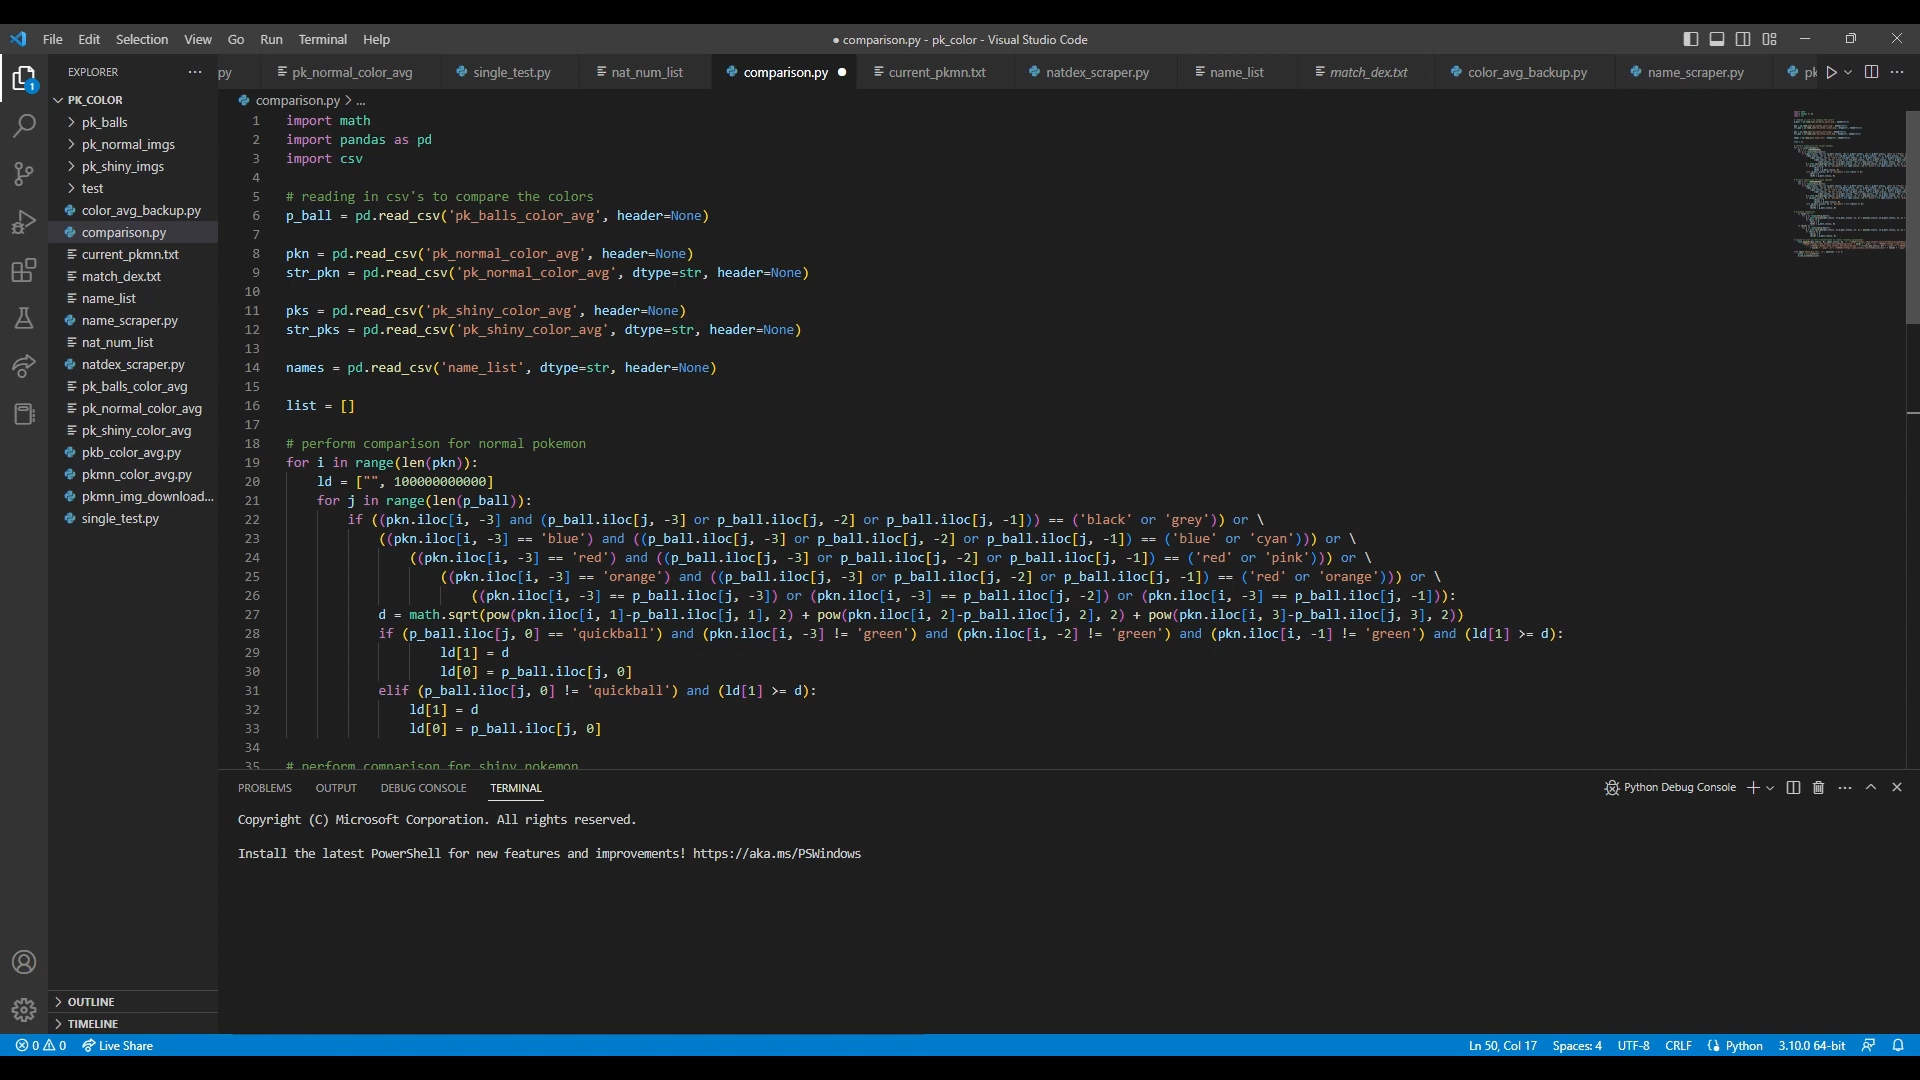 File Edit Selection View Go Run Terminal Help
● comparison.py - pk_color - Visual Studio Code
EXPLORER
py
pk_normal_color_avg
single_test.py
nat_num_list
comparison.py
current_pkmn.txt
natdex_scraper.py
name_list
match_dex.txt
color_avg_backup.py
name_scraper.py
pk
1
PK_COLOR
pk_balls
pk_normal_imgs
pk_shiny_imgs
test
color_avg_backup.py
comparison.py
current_pkmn.txt
match_dex.txt
name_list
name_scraper.py
nat_num_list
natdex_scraper.py
pk_balls_color_avg
pk_normal_color_avg
pk_shiny_color_avg
pkb_color_avg.py
pkmn_color_avg.py
pkmn_img_download...
single_test.py
OUTLINE
TIMELINE
comparison.py > ...
1 import math
2 import pandas as pd
3 import csv
4
5 # reading in csv's to compare the colors
6 p_ball = pd.read_csv('pk_balls_color_avg', header=None)
7
8 pkn = pd.read_csv('pk_normal_color_avg', header=None)
9 str_pkn = pd.read_csv('pk_normal_color_avg', dtype=str, header=None)
10
11 pks = pd.read_csv('pk_shiny_color_avg', header=None)
12 str_pks = pd.read_csv('pk_shiny_color_avg', dtype=str, header=None)
13
14 names = pd.read_csv('name_list', dtype=str, header=None)
15
16 list = []
17
18 # perform comparison for normal pokemon
19 for i in range(len(pkn)):
20 ld = ["", 100000000000]
21 for j in range(len(p_ball)):
22 if ((pkn.iloc[i, -3] and (p_ball.iloc[j, -3] or p_ball.iloc[j, -2] or p_ball.iloc[j, -1])) == ('black' or 'grey')) or \
23 ((pkn.iloc[i, -3] == 'blue') and ((p_ball.iloc[j, -3] or p_ball.iloc[j, -2] or p_ball.iloc[j, -1]) == ('blue' or 'cyan'))) or \
24 ((pkn.iloc[i, -3] == 'red') and ((p_ball.iloc[j, -3] or p_ball.iloc[j, -2] or p_ball.iloc[j, -1]) == ('red' or 'pink'))) or \
25 ((pkn.iloc[i, -3] == 'orange') and ((p_ball.iloc[j, -3] or p_ball.iloc[j, -2] or p_ball.iloc[j, -1]) == ('red' or 'orange'))) or \
26 ((pkn.iloc[i, -3] == p_ball.iloc[j, -3]) or (pkn.iloc[i, -3] == p_ball.iloc[j, -2]) or (pkn.iloc[i, -3] == p_ball.iloc[j, -1])):
27 d = math.sqrt(pow(pkn.iloc[i, 1]-p_ball.iloc[j, 1], 2) + pow(pkn.iloc[i, 2]-p_ball.iloc[j, 2], 2) + pow(pkn.iloc[i, 3]-p_ball.iloc[j, 3], 2))
28 if (p_ball.iloc[j, 0] == 'quickball') and (pkn.iloc[i, -3] != 'green') and (pkn.iloc[i, -2] != 'green') and (pkn.iloc[i, -1] != 'green') and (ld[1] >= d):
29 ld[1] = d
30 ld[0] = p_ball.iloc[j, 0]
31 elif (p_ball.iloc[j, 0] != 'quickball') and (ld[1] >= d):
32 ld[1] = d
33 ld[0] = p_ball.iloc[j, 0]
34
35 # perform comparison for shiny pokemon
PROBLEMS OUTPUT DEBUG CONSOLE TERMINAL
Python Debug Console
Copyright (C) Microsoft Corporation. All rights reserved.
Install the latest PowerShell for new features and improvements! https://aka.ms/PSWindows
0 0 Live Share
Ln 50, Col 17 Spaces: 4 UTF-8 CRLF Python 3.10.0 64-bit